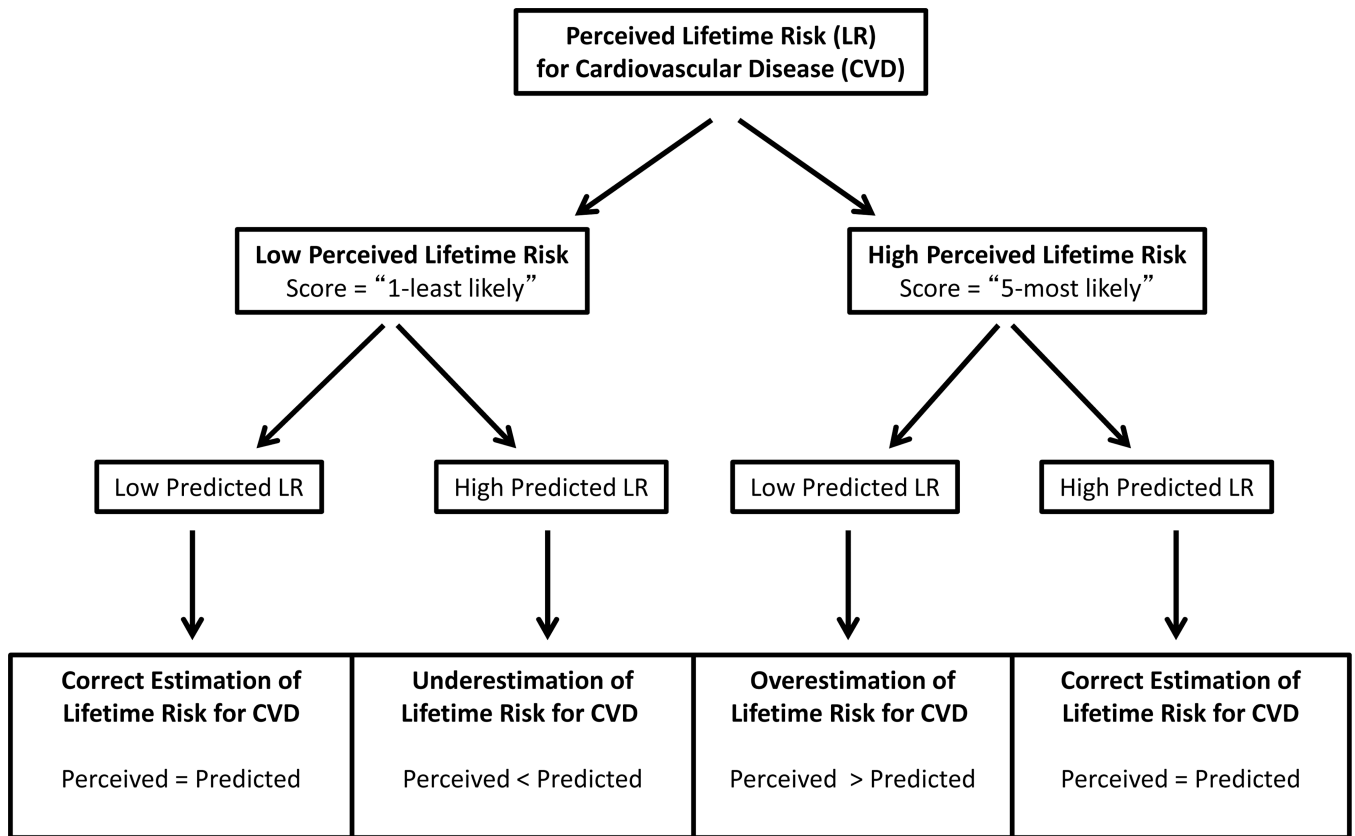 Perceived Lifetime Risk (LR)
for Cardiovascular Disease (CVD)
Low Perceived Lifetime Risk
Score = “1-least likely”
High Perceived Lifetime Risk
Score = “5-most likely”
Low Predicted LR
High Predicted LR
Low Predicted LR
High Predicted LR
Correct Estimation of
Lifetime Risk for CVD
Perceived = Predicted
Underestimation of
Lifetime Risk for CVD
Perceived < Predicted
Overestimation of
Lifetime Risk for CVD
Perceived > Predicted
Correct Estimation of
Lifetime Risk for CVD
Perceived = Predicted